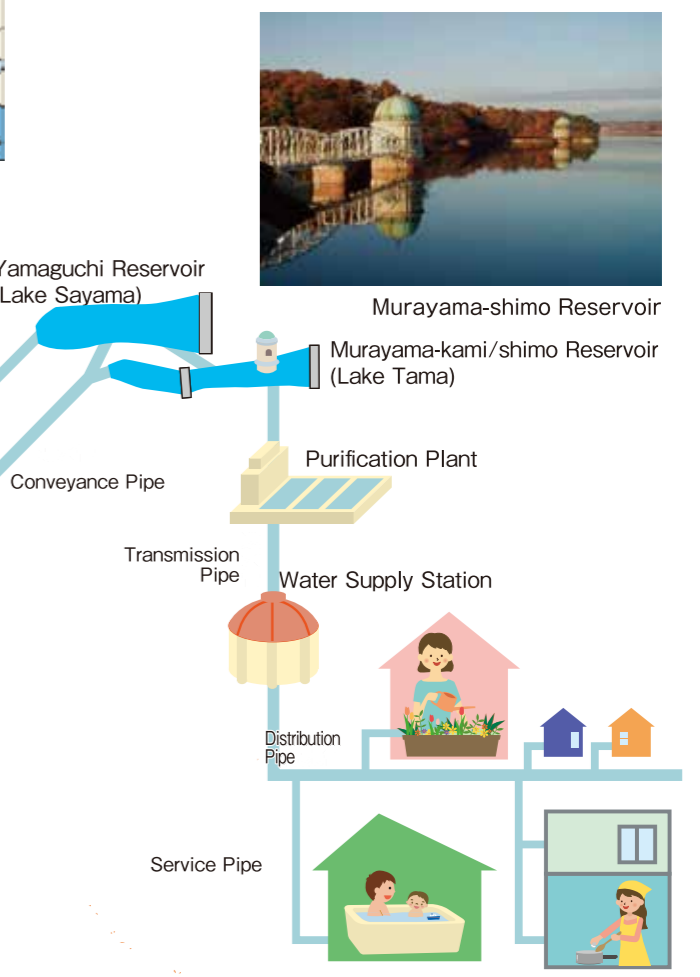 Murayama-shimo Reservoir
Yamaguchi Reservoir
(Lake Sayama)
Murayama-kami/shimo Reservoir
(Lake Tama)
Purification Plant
Conveyance Pipe
Transmission
Pipe
Water Supply Station
Distribution
Pipe
Service Pipe